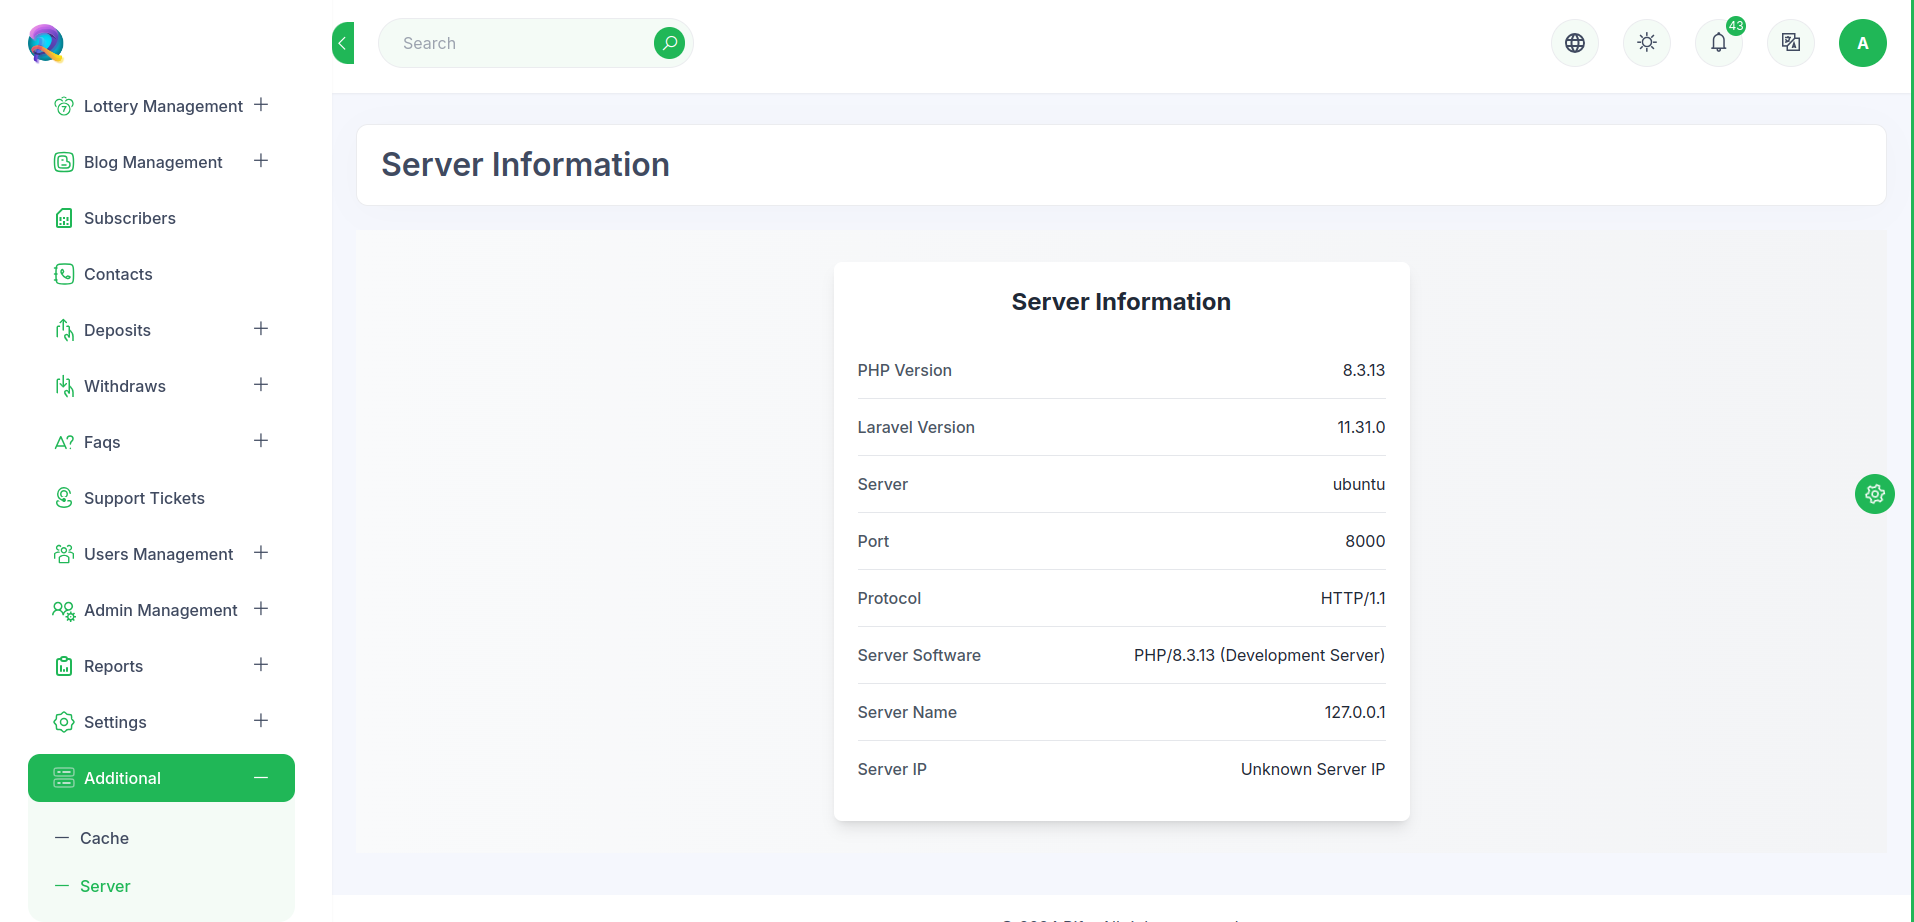 Search
43
A
Lottery Management
Blog Management
Subscribers
Contacts
Deposits
Withdraws
Faqs
Support Tickets
Users Management
Admin Management
Reports
Settings
Additional
Cache
Server
Server Information
Server Information
PHP Version 8.3.13
Laravel Version 11.31.0
Server ubuntu
Port 8000
Protocol HTTP/1.1
Server Software PHP/8.3.13 (Development Server)
Server Name 127.0.0.1
Server IP Unknown Server IP